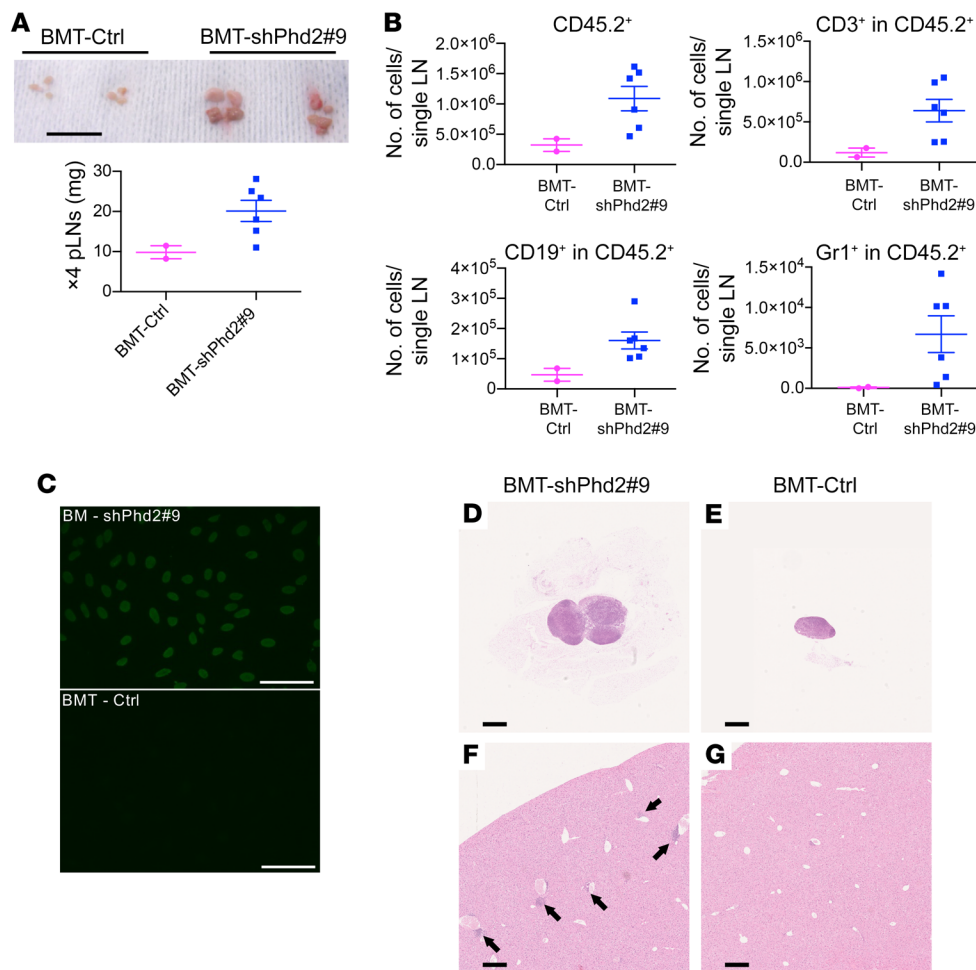 A
BMT-Ctrl
BMT-shPhd2#9
×4 pLNs (mg)
30
20
10
0
BMT-Ctrl
BMT-shPhd2#9
B
CD45.2⁺
No. of cells/
single LN
2.0×10⁶
1.5×10⁶
1.0×10⁶
5.0×10⁵
0.0
BMT-
Ctrl
BMT-
shPhd2#9
CD3⁺ in CD45.2⁺
No. of cells/
single LN
1.5×10⁶
1.0×10⁶
5.0×10⁵
0.0
BMT-
Ctrl
BMT-
shPhd2#9
CD19⁺ in CD45.2⁺
No. of cells/
single LN
4×10⁵
3×10⁵
2×10⁵
1×10⁵
0
BMT-
Ctrl
BMT-
shPhd2#9
Gr1⁺ in CD45.2⁺
No. of cells/
single LN
1.5×10⁴
1.0×10⁴
5.0×10³
0.0
BMT-
Ctrl
BMT-
shPhd2#9
C
BM - shPhd2#9
BMT - Ctrl
BMT-shPhd2#9
BMT-Ctrl
D
E
F
G